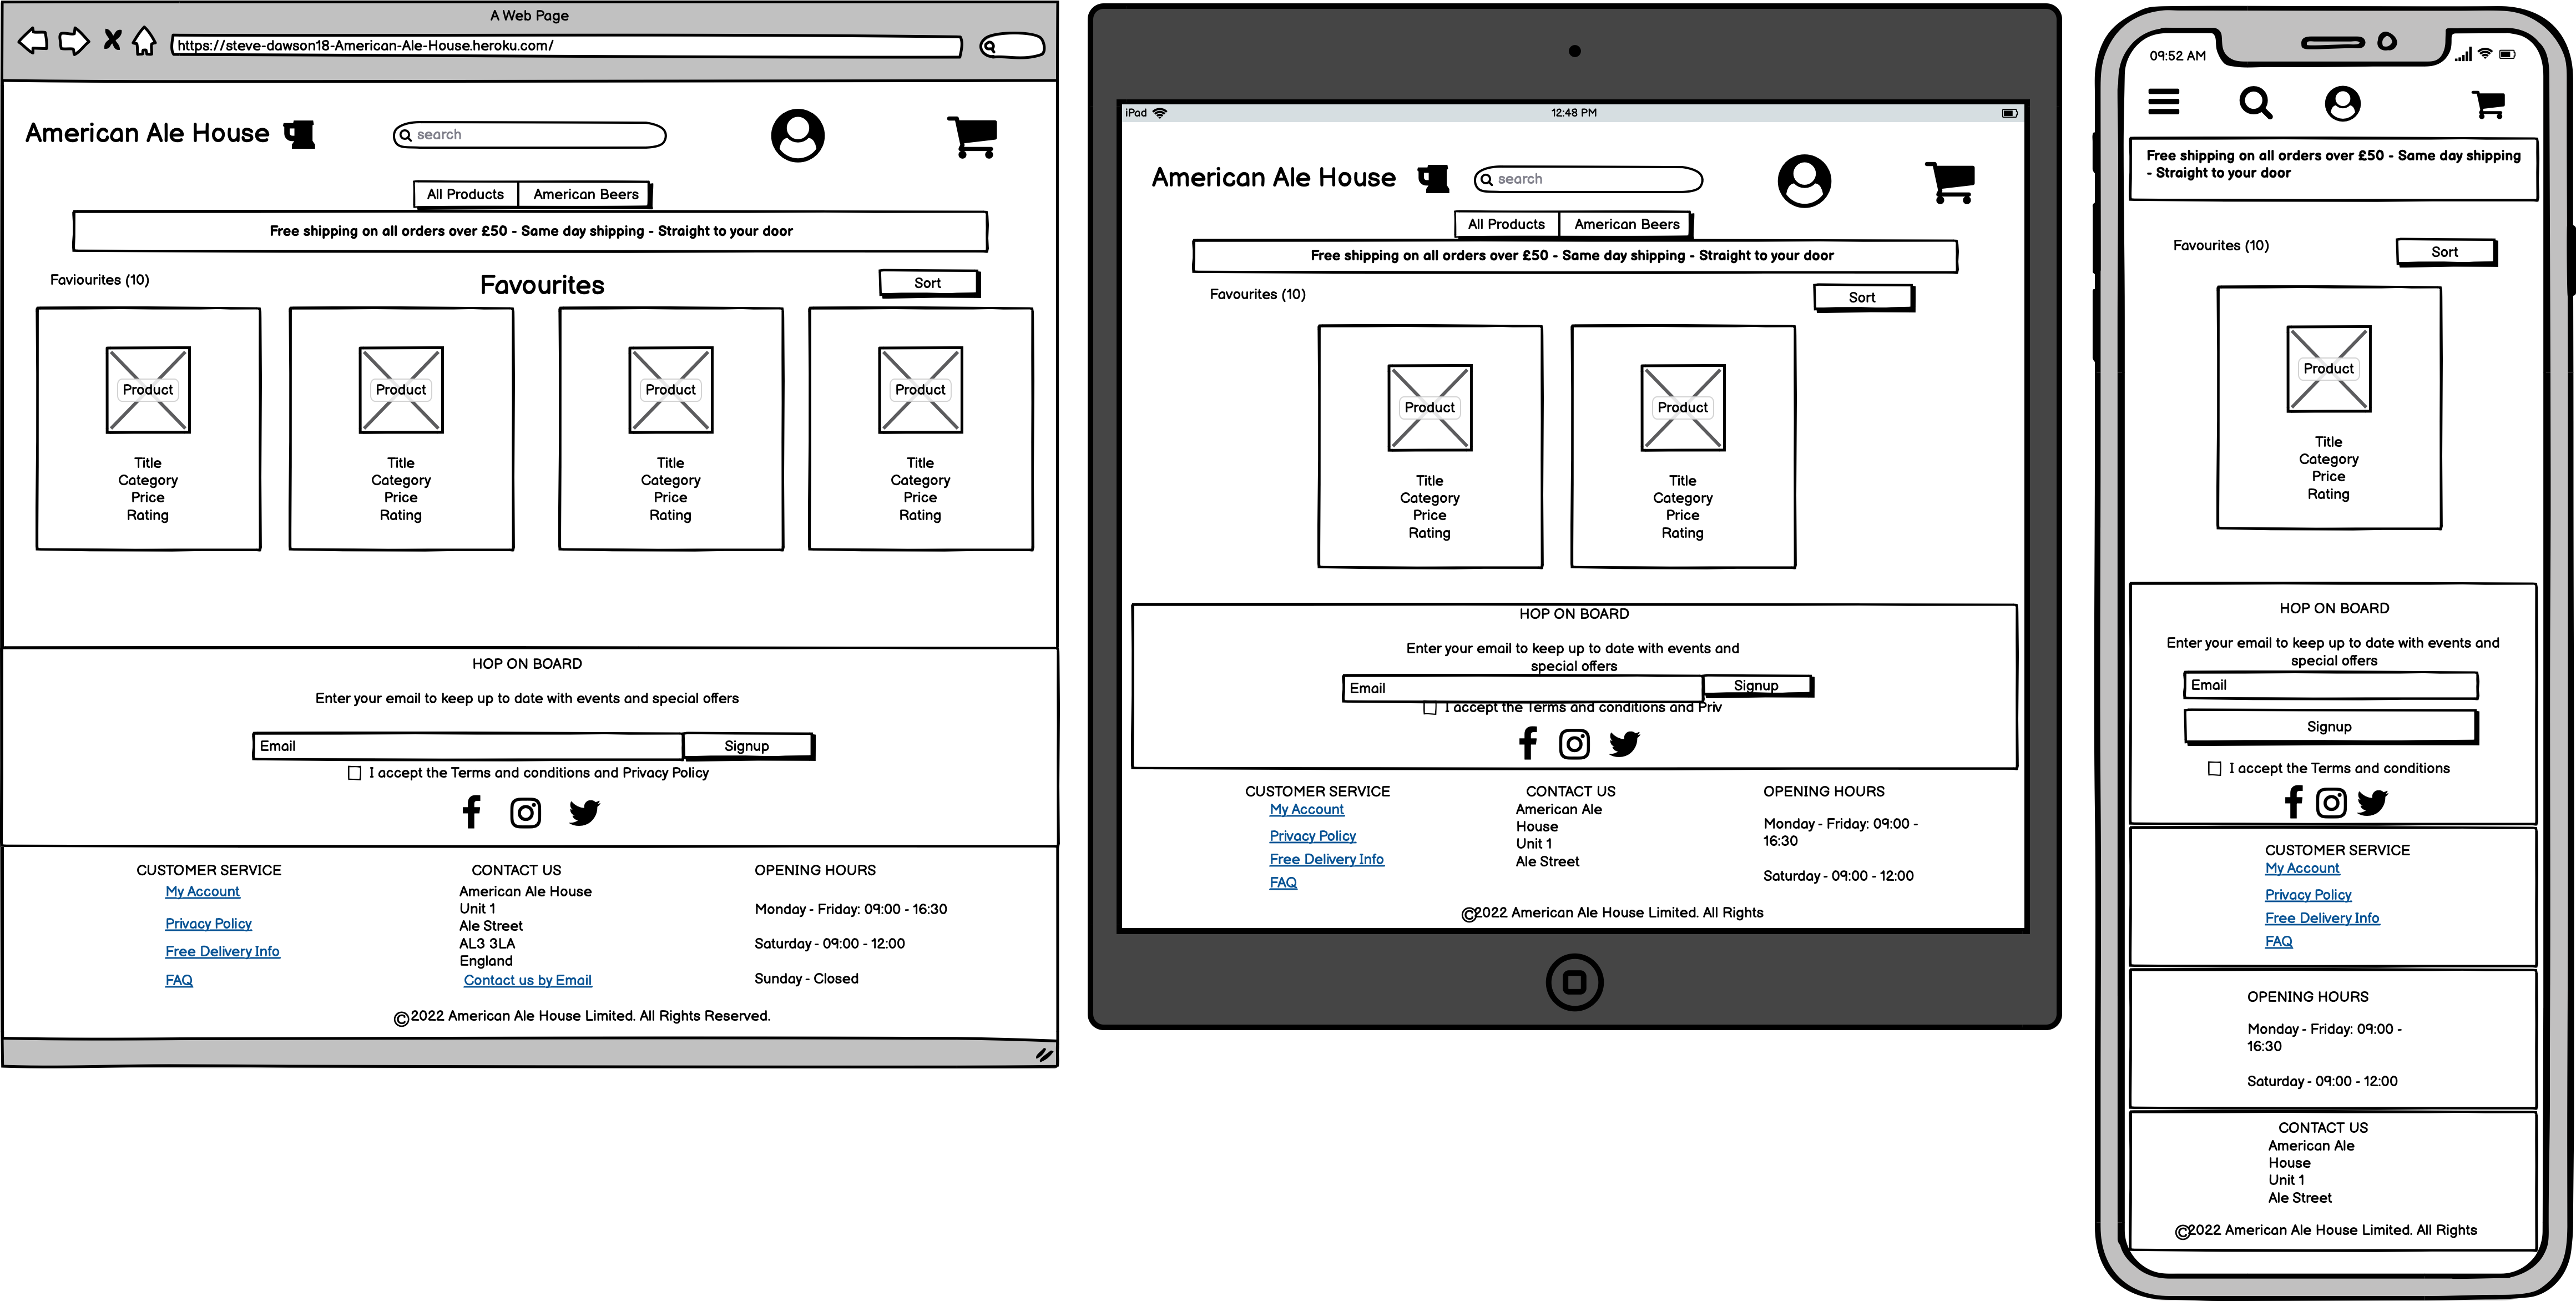 A Web Page
https://steve-dawson18-American-Ale-House.heroku.com/
American Ale House
search
All Products
American Beers
Free shipping on all orders over £50 - Same day shipping - Straight to your door
Faviourites (10)
Favourites
Sort
Product
Title
Category
Price
Rating
Product
Title
Category
Price
Rating
Product
Title
Category
Price
Rating
Product
Title
Category
Price
Rating
HOP ON BOARD
Enter your email to keep up to date with events and special offers
Email
Signup
I accept the Terms and conditions and Privacy Policy
CUSTOMER SERVICE
My Account
Privacy Policy
Free Delivery Info
FAQ
CONTACT US
American Ale House
Unit 1
Ale Street
AL3 3LA
England
Contact us by Email
OPENING HOURS
Monday - Friday: 09:00 - 16:30
Saturday - 09:00 - 12:00
Sunday - Closed
©2022 American Ale House Limited. All Rights Reserved.
iPad
12:48 PM
American Ale House
search
All Products
American Beers
Free shipping on all orders over £50 - Same day shipping - Straight to your door
Favourites (10)
Sort
Product
Title
Category
Price
Rating
Product
Title
Category
Price
Rating
HOP ON BOARD
Enter your email to keep up to date with events and
special offers
Email
Signup
I accept the Terms and conditions and Priv
CUSTOMER SERVICE
My Account
Privacy Policy
Free Delivery Info
FAQ
CONTACT US
American Ale
House
Unit 1
Ale Street
OPENING HOURS
Monday - Friday: 09:00 -
16:30
Saturday - 09:00 - 12:00
©2022 American Ale House Limited. All Rights
09:52 AM
Free shipping on all orders over £50 - Same day shipping
- Straight to your door
Favourites (10)
Sort
Product
Title
Category
Price
Rating
HOP ON BOARD
Enter your email to keep up to date with events and
special offers
Email
Signup
I accept the Terms and conditions
CUSTOMER SERVICE
My Account
Privacy Policy
Free Delivery Info
FAQ
OPENING HOURS
Monday - Friday: 09:00 -
16:30
Saturday - 09:00 - 12:00
CONTACT US
American Ale
House
Unit 1
Ale Street
©2022 American Ale House Limited. All Rights